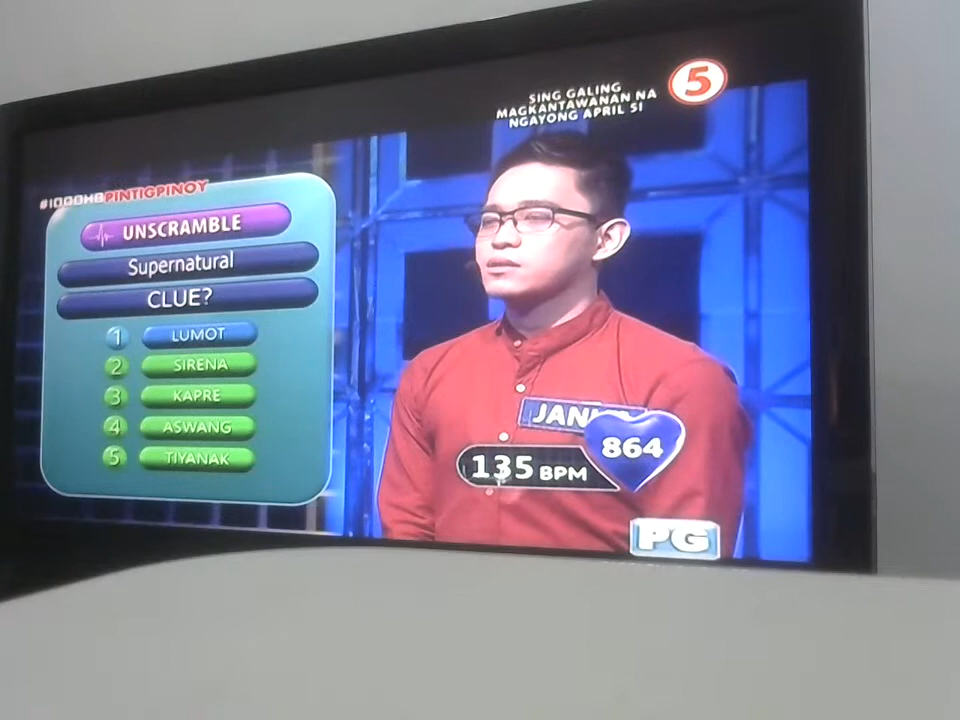 5
SING GALING
MAGKANTAWANAN NA
NGAYONG APRIL 5!
#1000HBPINTIGPINOY
UNSCRAMBLE
Supernatural
CLUE?
1 LUMOT
2 SIRENA
3 KAPRE
4 ASWANG
5 TIYANAK
864
135 BPM
PG